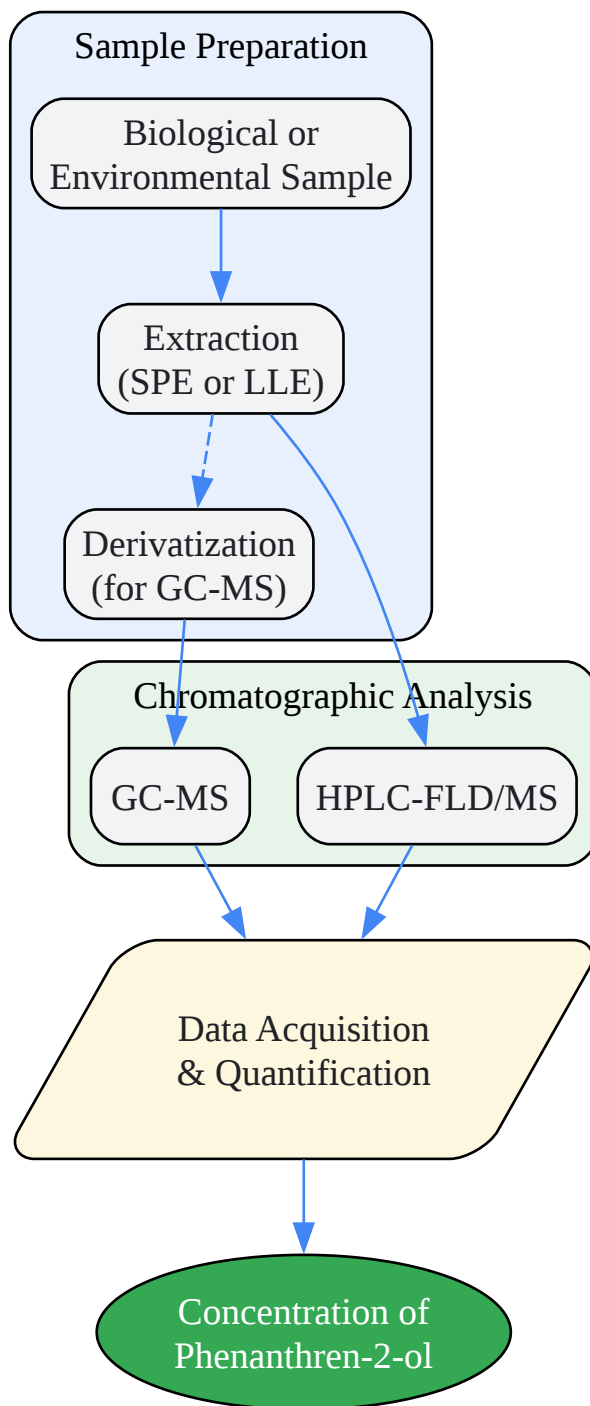 Sample Preparation
Biological or
Environmental Sample
Extraction
(SPE or LLE)
Derivatization
(for GC-MS)
Chromatographic Analysis
GC-MS
HPLC-FLD/MS
Data Acquisition
& Quantification
Concentration of
Phenanthren-2-ol